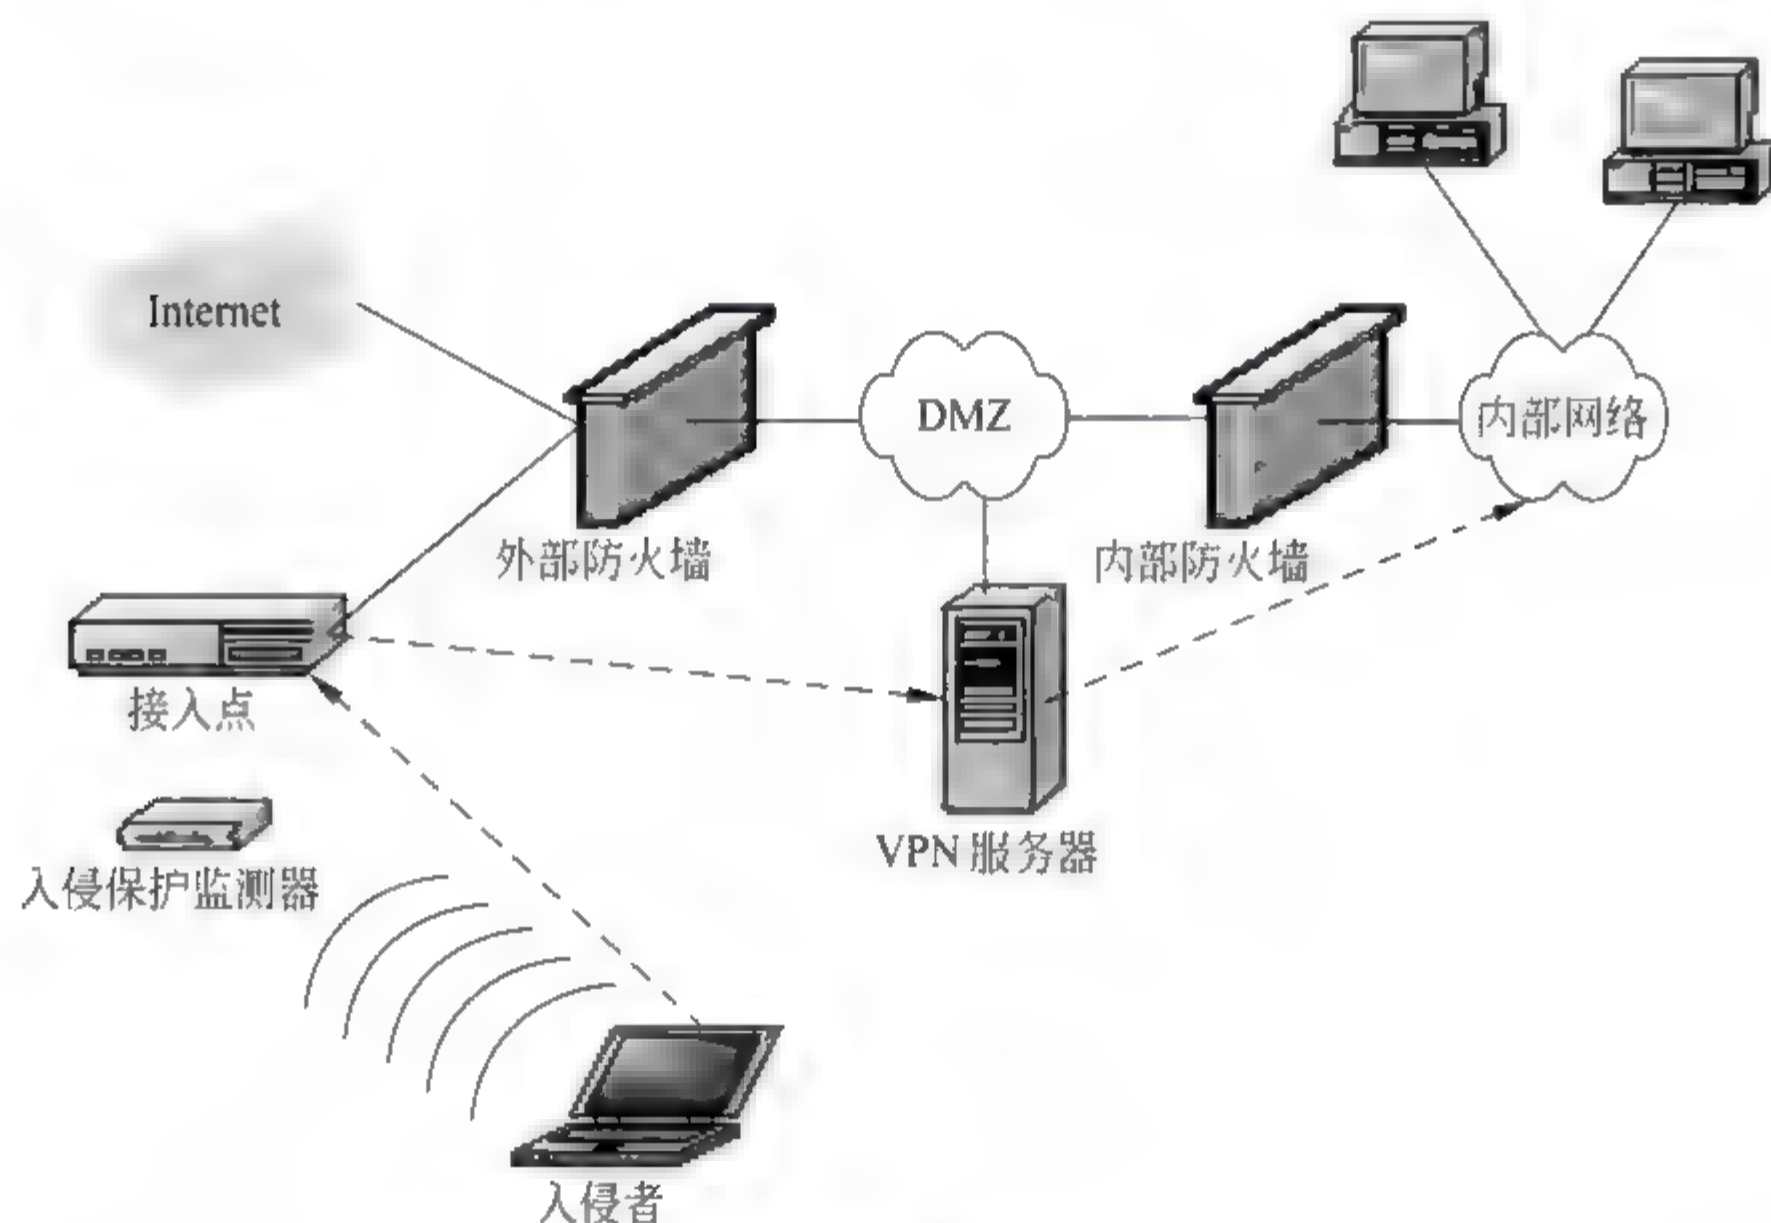 Internet
DMZ
内部网络
外部防火墙
内部防火墙
接入点
VPN 服务器
入侵保护监测器
入侵者